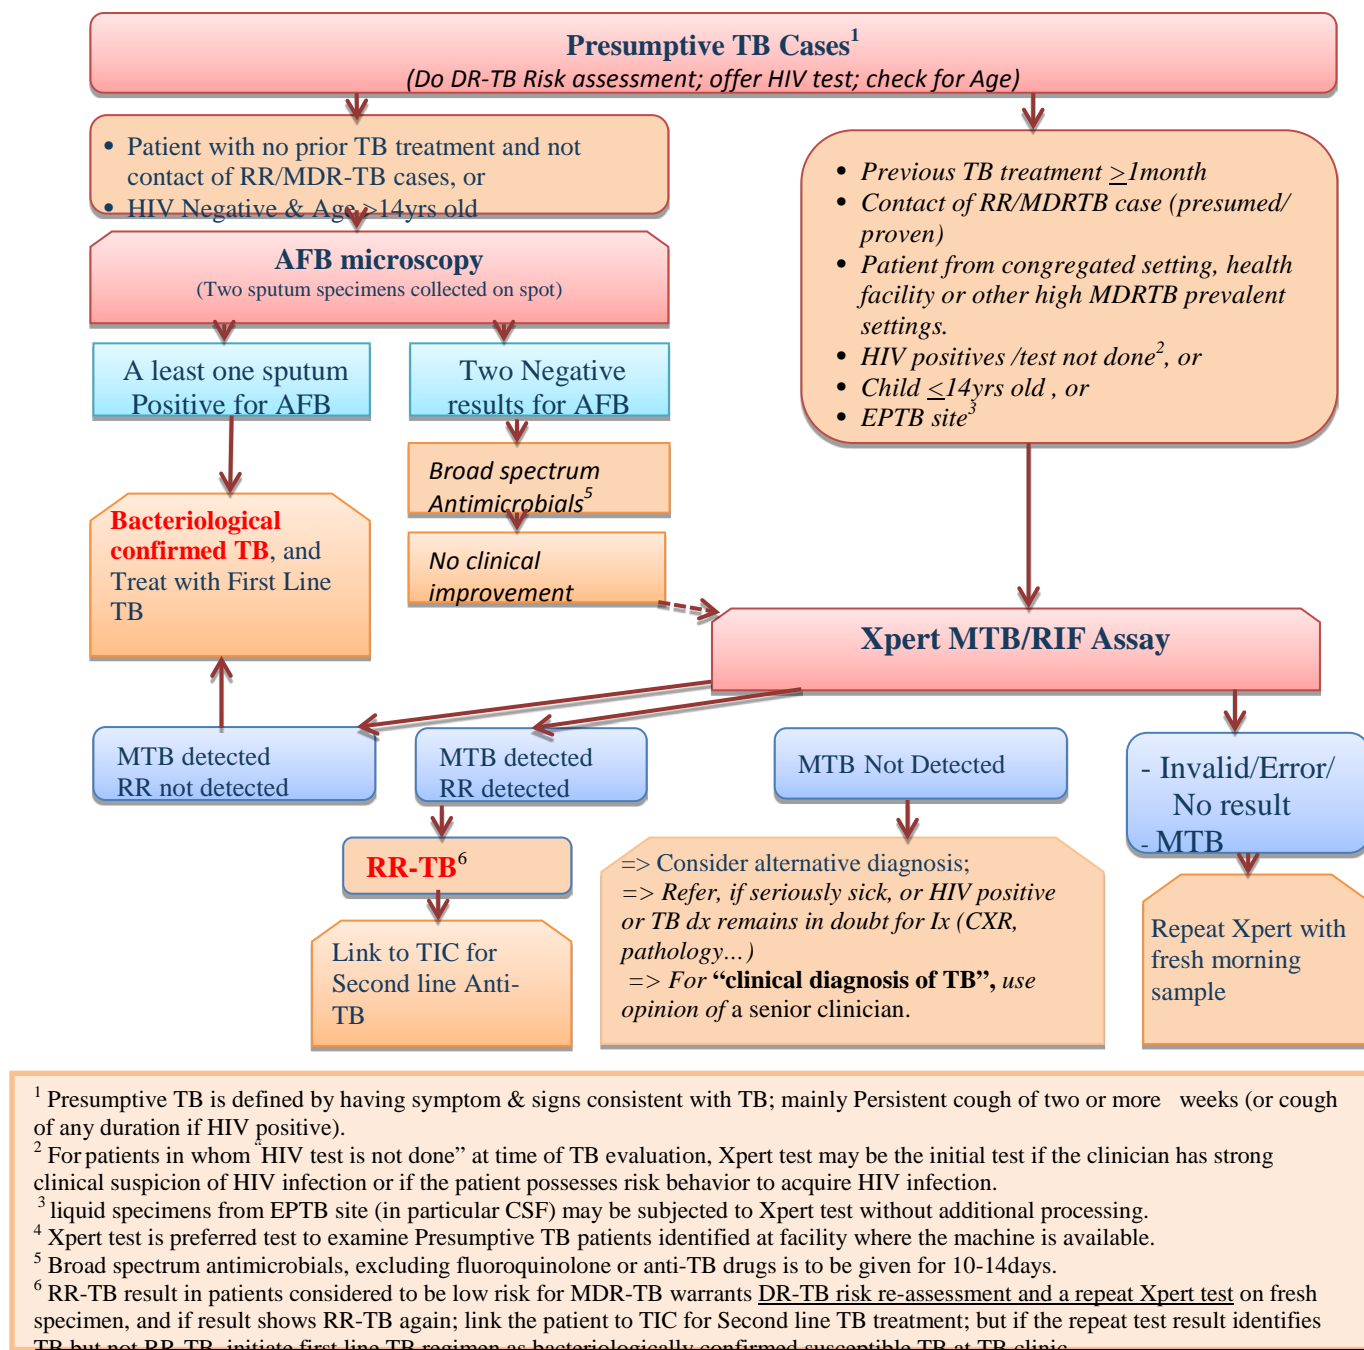 Presumptive TB Cases1
(Do DR-TB Risk assessment; offer HIV test; check for Age)
• Patient with no prior TB treatment and not
contact of RR/MDR-TB cases, or
• HIV Negative & Age >14yrs old
• Previous TB treatment ≥1month
• Contact of RR/MDRTB case (presumed/
proven)
• Patient from congregated setting, health
facility or other high MDRTB prevalent
settings.
• HIV positives /test not done2, or
• Child ≤14yrs old , or
• EPTB site3
AFB microscopy
(Two sputum specimens collected on spot)
A least one sputum
Positive for AFB
Two Negative
results for AFB
Broad spectrum
Antimicrobials5
No clinical
improvement
Bacteriological
confirmed TB, and
Treat with First Line
TB
Xpert MTB/RIF Assay
MTB detected
RR not detected
MTB detected
RR detected
MTB Not Detected
- Invalid/Error/
No result
- MTB
RR-TB6
Link to TIC for
Second line Anti-
TB
=> Consider alternative diagnosis;
=> Refer, if seriously sick, or HIV positive
or TB dx remains in doubt for Ix (CXR,
pathology…)
=> For “clinical diagnosis of TB”, use
opinion of a senior clinician.
Repeat Xpert with
fresh morning
sample
1 Presumptive TB is defined by having symptom & signs consistent with TB; mainly Persistent cough of two or more weeks (or cough
of any duration if HIV positive).
2 For patients in whom “HIV test is not done” at time of TB evaluation, Xpert test may be the initial test if the clinician has strong
clinical suspicion of HIV infection or if the patient possesses risk behavior to acquire HIV infection.
3 liquid specimens from EPTB site (in particular CSF) may be subjected to Xpert test without additional processing.
4 Xpert test is preferred test to examine Presumptive TB patients identified at facility where the machine is available.
5 Broad spectrum antimicrobials, excluding fluoroquinolone or anti-TB drugs is to be given for 10-14days.
6 RR-TB result in patients considered to be low risk for MDR-TB warrants DR-TB risk re-assessment and a repeat Xpert test on fresh
specimen, and if result shows RR-TB again; link the patient to TIC for Second line TB treatment; but if the repeat test result identifies
TB but not RR-TB, initiate first line TB regimen as bacteriologically confirmed susceptible TB at TB clinic